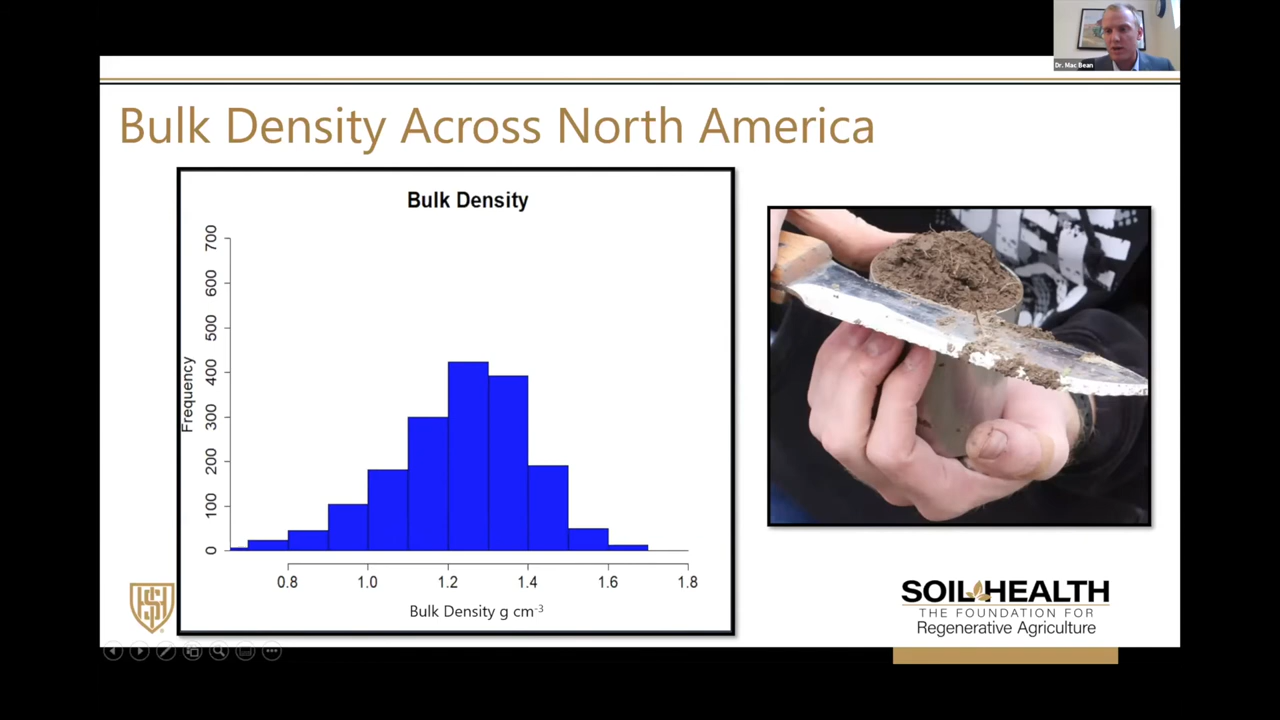 Dr. Mac Bean
Bulk Density Across North America
Bulk Density
700
600
500
400
300
200
100
0
Frequency
0.8 1.0 1.2 1.4 1.6 1.8
Bulk Density g cm⁻³
SOIL HEALTH
THE FOUNDATION FOR
Regenerative Agriculture